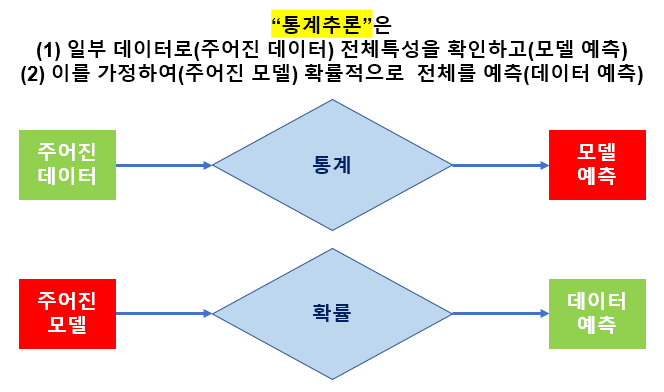 “통계추론”은
(1) 일부 데이터로(주어진 데이터) 전체특성을 확인하고(모델 예측)
(2) 이를 가정하여(주어진 모델) 확률적으로 전체를 예측(데이터 예측)
주어진
데이터
통계
모델
예측
주어진
모델
확률
데이터
예측